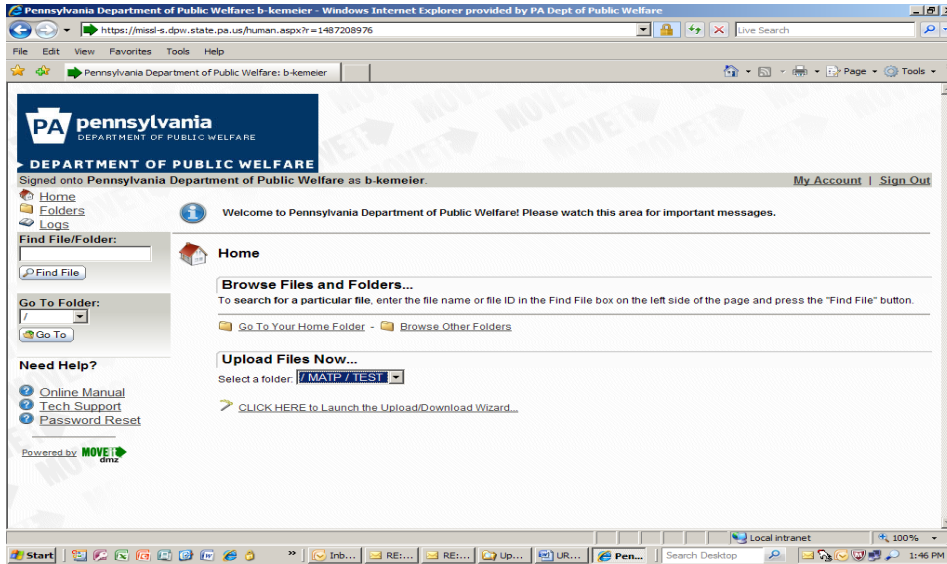 Pennsylvania Department of Public Welfare: b-kemeier - Windows Internet Explorer provided by PA Dept of Public Welfare
https://missl-s.dpw.state.pa.us/human.aspx?r=1487208976
Live Search
File Edit View Favorites Tools Help
Pennsylvania Department of Public Welfare: b-kemeier
Page Tools
PA pennsylvania
DEPARTMENT OF PUBLIC WELFARE
DEPARTMENT OF PUBLIC WELFARE
Signed onto Pennsylvania Department of Public Welfare as b-kemeier.
My Account | Sign Out
Home
Folders
Logs
Welcome to Pennsylvania Department of Public Welfare! Please watch this area for important messages.
Find File/Folder:
Find File
Go To Folder:
/
Go To
Need Help?
Online Manual
Tech Support
Password Reset
Powered by MOVEit dmz
Home
Browse Files and Folders...
To search for a particular file, enter the file name or file ID in the Find File box on the left side of the page and press the "Find File" button.
Go To Your Home Folder - Browse Other Folders
Upload Files Now...
Select a folder: / MATP / TEST
CLICK HERE to Launch the Upload/Download Wizard...
Local intranet 100%
Start » Inb... RE:... RE:... Up... UR... Pen... Search Desktop 1:46 PM